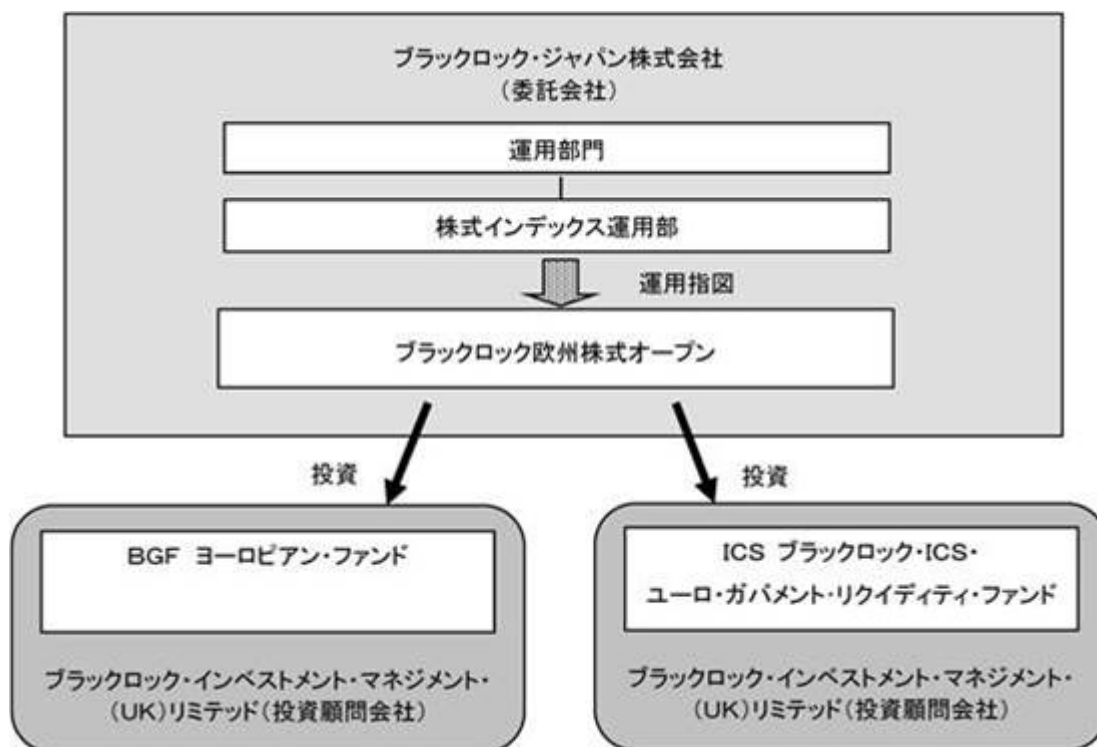 ブラックロック・ジャパン株式会社
（委託会社）
運用部門
株式インデックス運用部
運用指図
ブラックロック欧州株式オープン
投資
投資
BGF ヨーロピアン・ファンド
ブラックロック・インベストメント・マネジメント・
（UK）リミテッド（投資顧問会社）
ICS ブラックロック・ICS・
ユーロ・ガバメント・リクイディティ・ファンド
ブラックロック・インベストメント・マネジメント・
（UK）リミテッド（投資顧問会社）